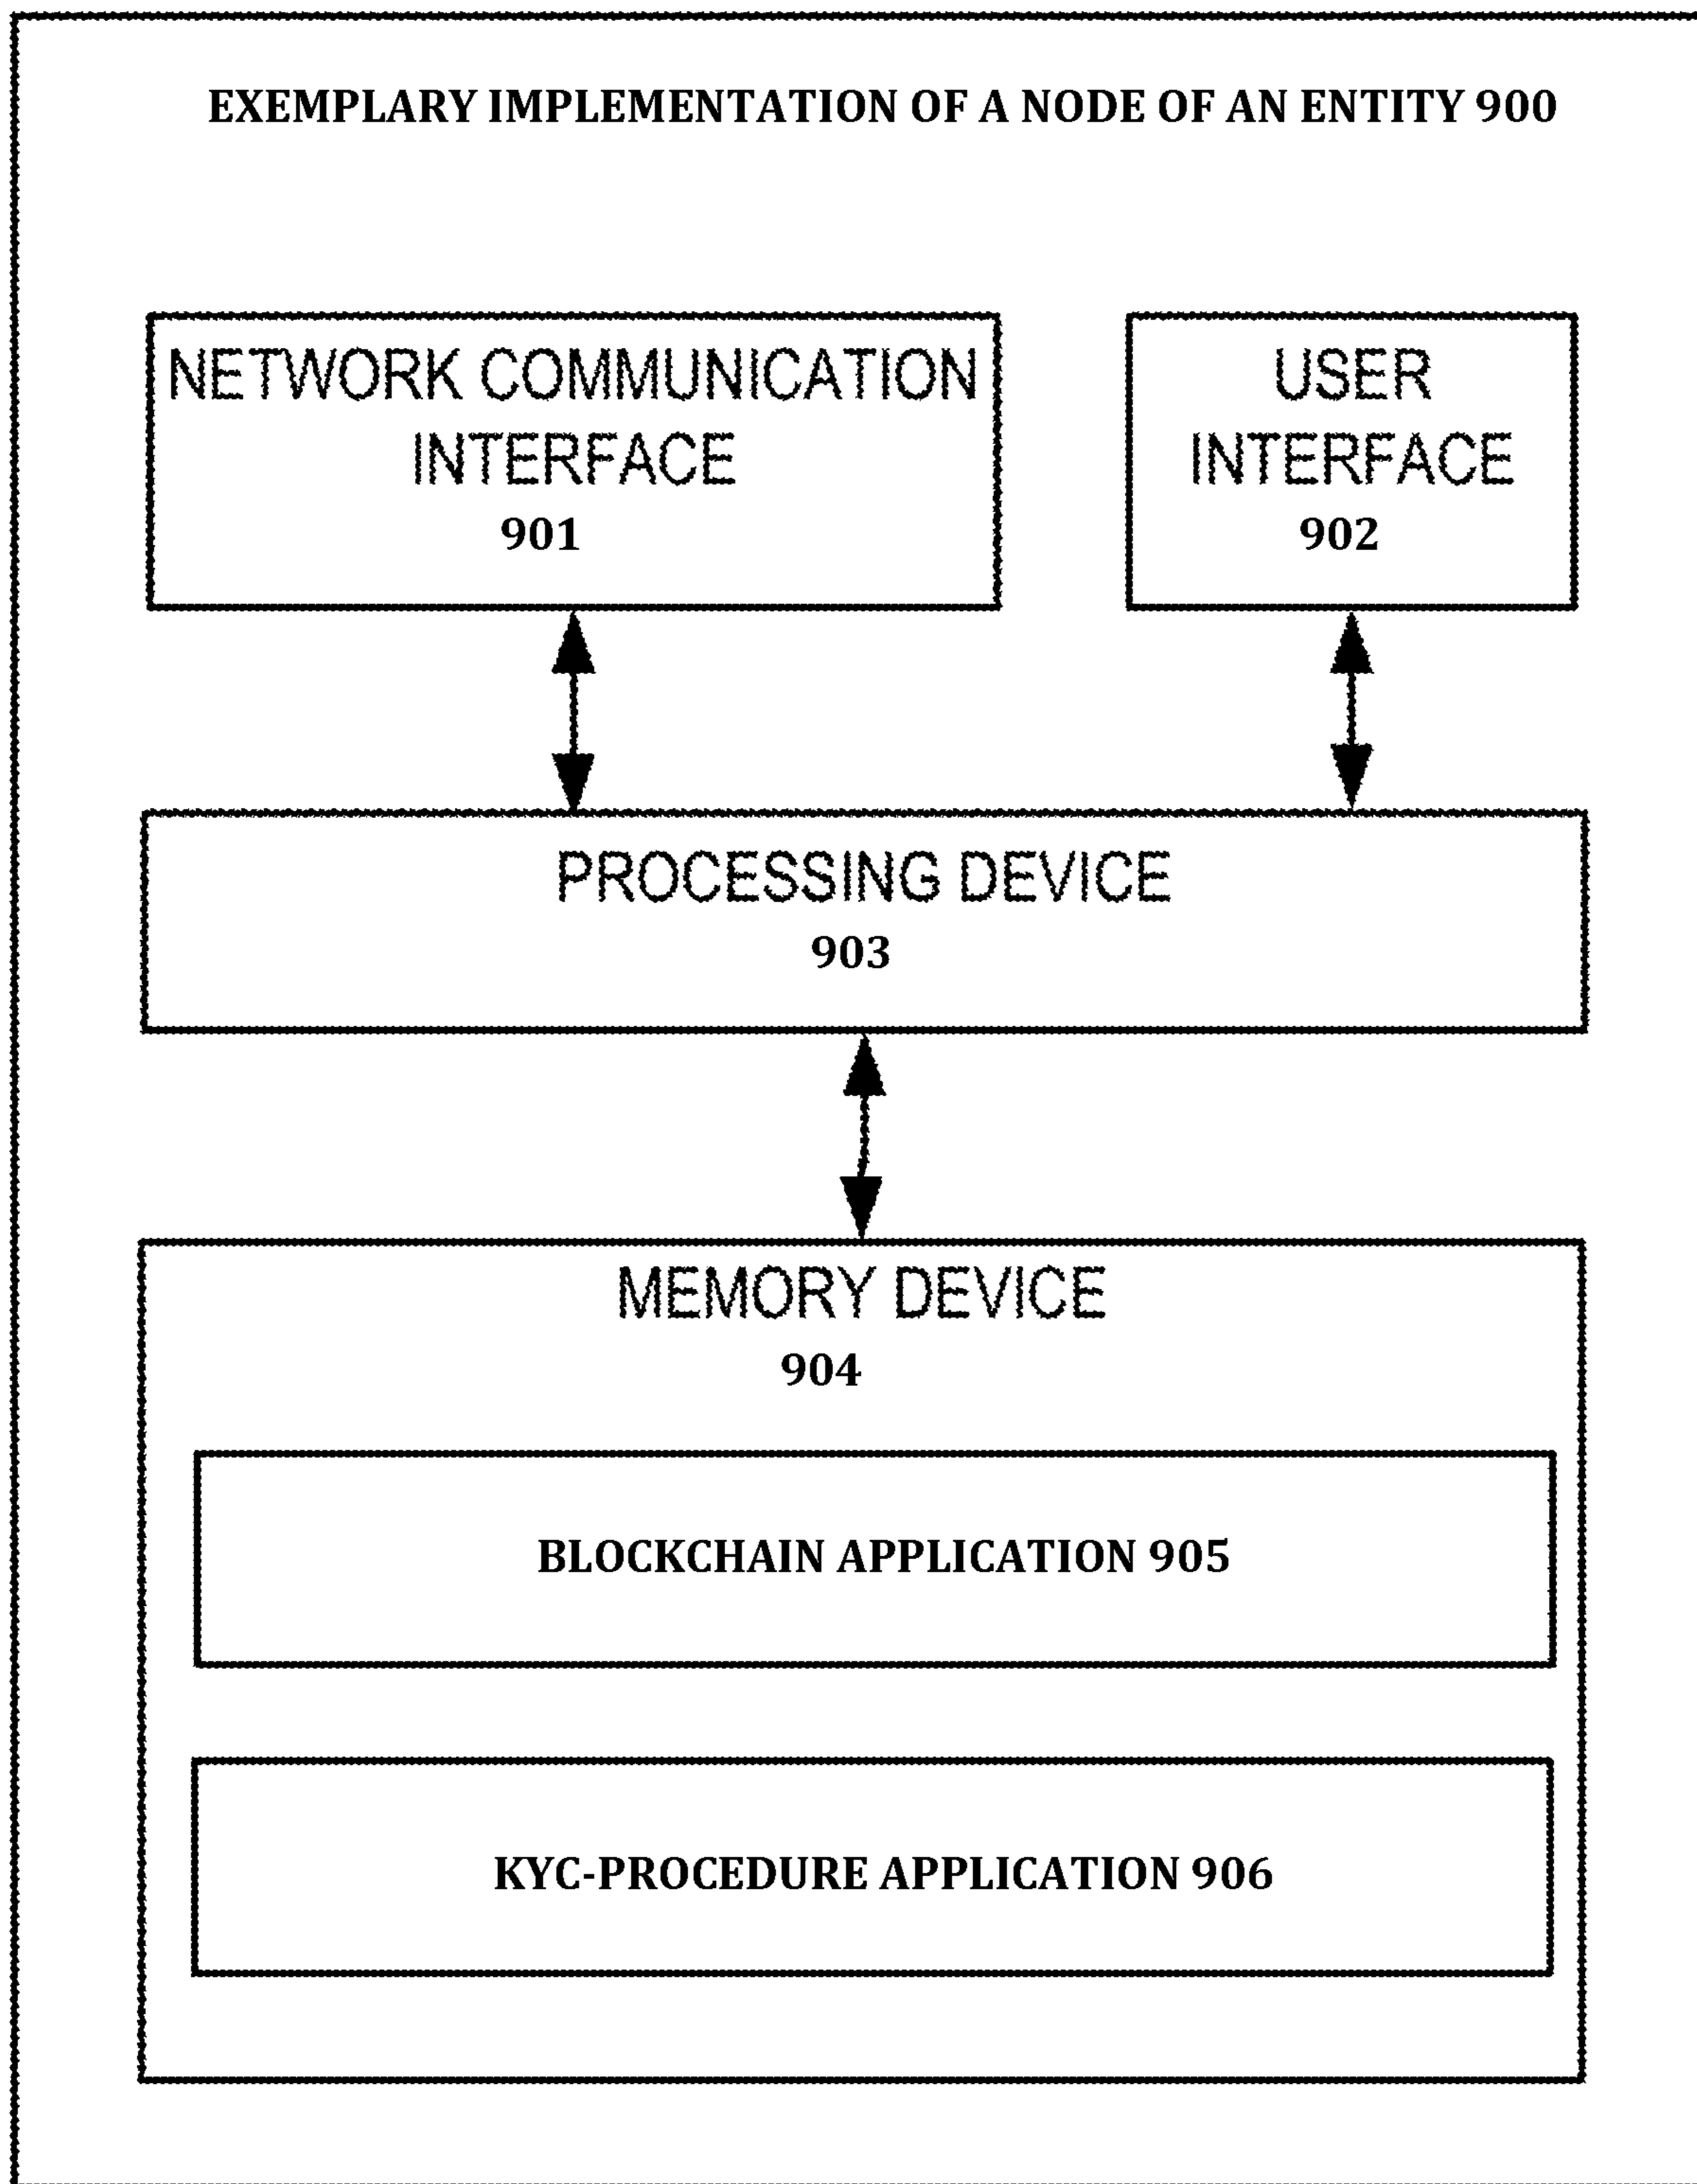 EXEMPLARY IMPLEMENTATION OF A NODE OF AN ENTITY 900
NETWORK COMMUNICATION
INTERFACE
901
USER
INTERFACE
902
PROCESSING DEVICE
903
MEMORY DEVICE
904
BLOCKCHAIN APPLICATION 905
KYC-PROCEDURE APPLICATION 906